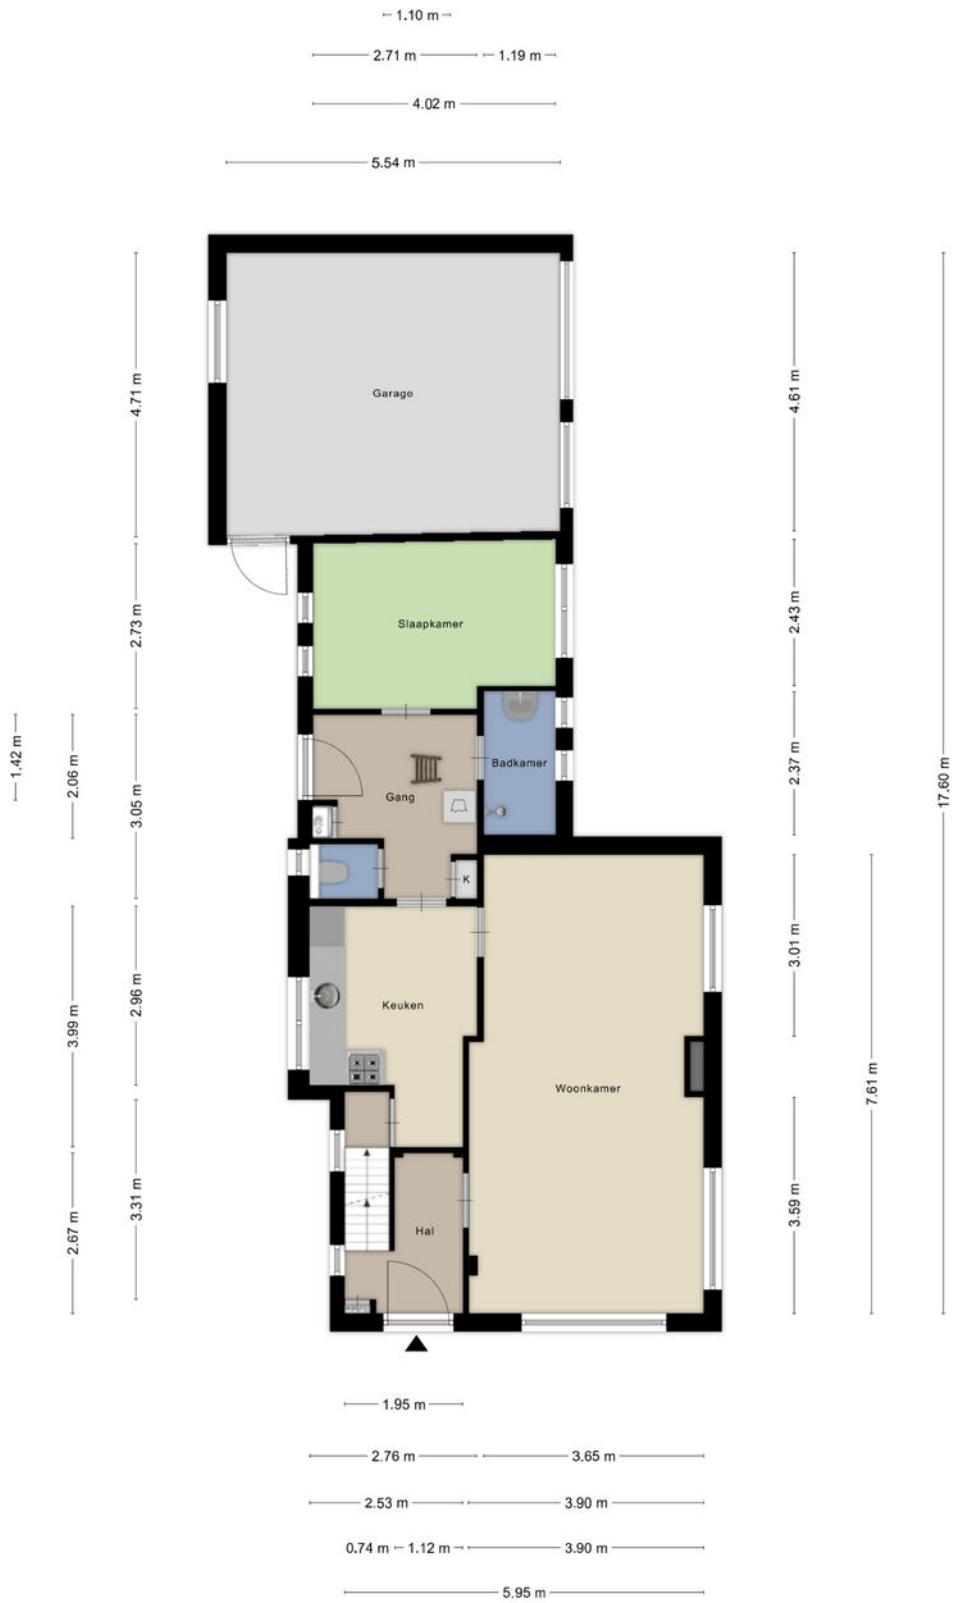 1.10 m
2.71 m 1.19 m
4.02 m
5.54 m
Garage
4.71 m
4.61 m
Slaapkamer
2.73 m
2.43 m
1.42 m
2.06 m
3.05 m
Gang
Badkamer
2.37 m
17.60 m
K
Keuken
3.99 m
2.96 m
3.01 m
Woonkamer
7.61 m
Hal
2.67 m
3.31 m
3.59 m
1.95 m
2.76 m 3.65 m
2.53 m 3.90 m
0.74 m 1.12 m 3.90 m
5.95 m